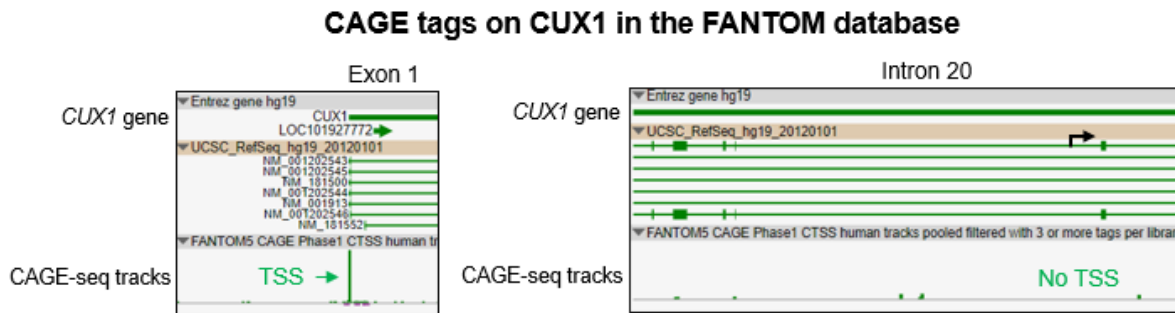 CAGE tags on CUX1 in the FANTOM database
Exon 1
CUX1 gene
Entrez gene hg19
CUX1
LOC101927772
UCSC_RefSeq_hg19_20120101
NM_001202543
NM_001202545
NM_181500
NM_001202544
NM_001913
NM_001202546
NM_181552
FANTOM5 CAGE Phase1 CTSS human tr
CAGE-seq tracks
TSS
Intron 20
CUX1 gene
Entrez gene hg19
UCSC_RefSeq_hg19_20120101
FANTOM5 CAGE Phase1 CTSS human tracks pooled filtered with 3 or more tags per librar
CAGE-seq tracks
No TSS